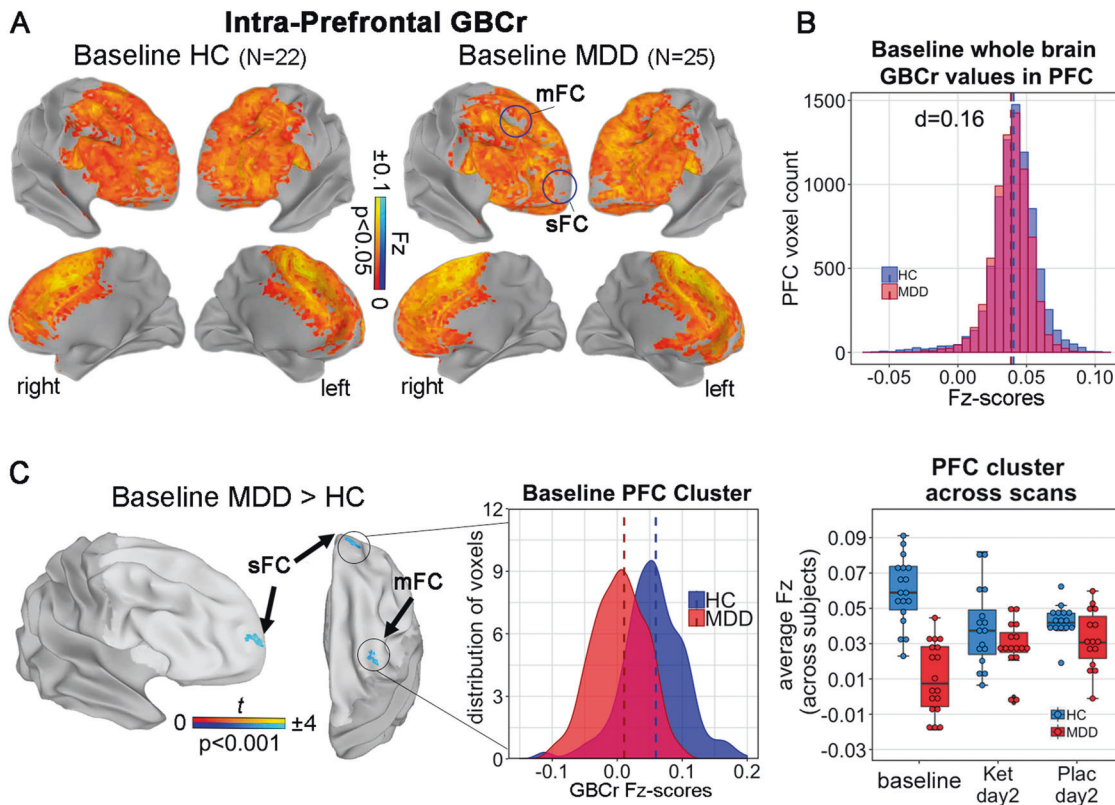 A
Intra-Prefrontal GBCr
Baseline HC (N=22)
Baseline MDD (N=25)
mFC
sFC
±0.1
p<0.05
Fz
0
right
left
right
left
B
Baseline whole brain
GBCr values in PFC
d=0.16
PFC voxel count
1500
1000
500
0
HC
MDD
-0.05
0.00
0.05
0.10
Fz-scores
C
Baseline MDD > HC
sFC
mFC
0
t
±4
p<0.001
Baseline PFC Cluster
distribution of voxels
12
9
6
3
0
HC
MDD
-0.1
0.0
0.1
0.2
GBCr Fz-scores
PFC cluster
across scans
average Fz
(across subjects)
0.09
0.07
0.05
0.03
0.01
-0.01
-0.03
HC
MDD
baseline
Ket
day2
Plac
day2